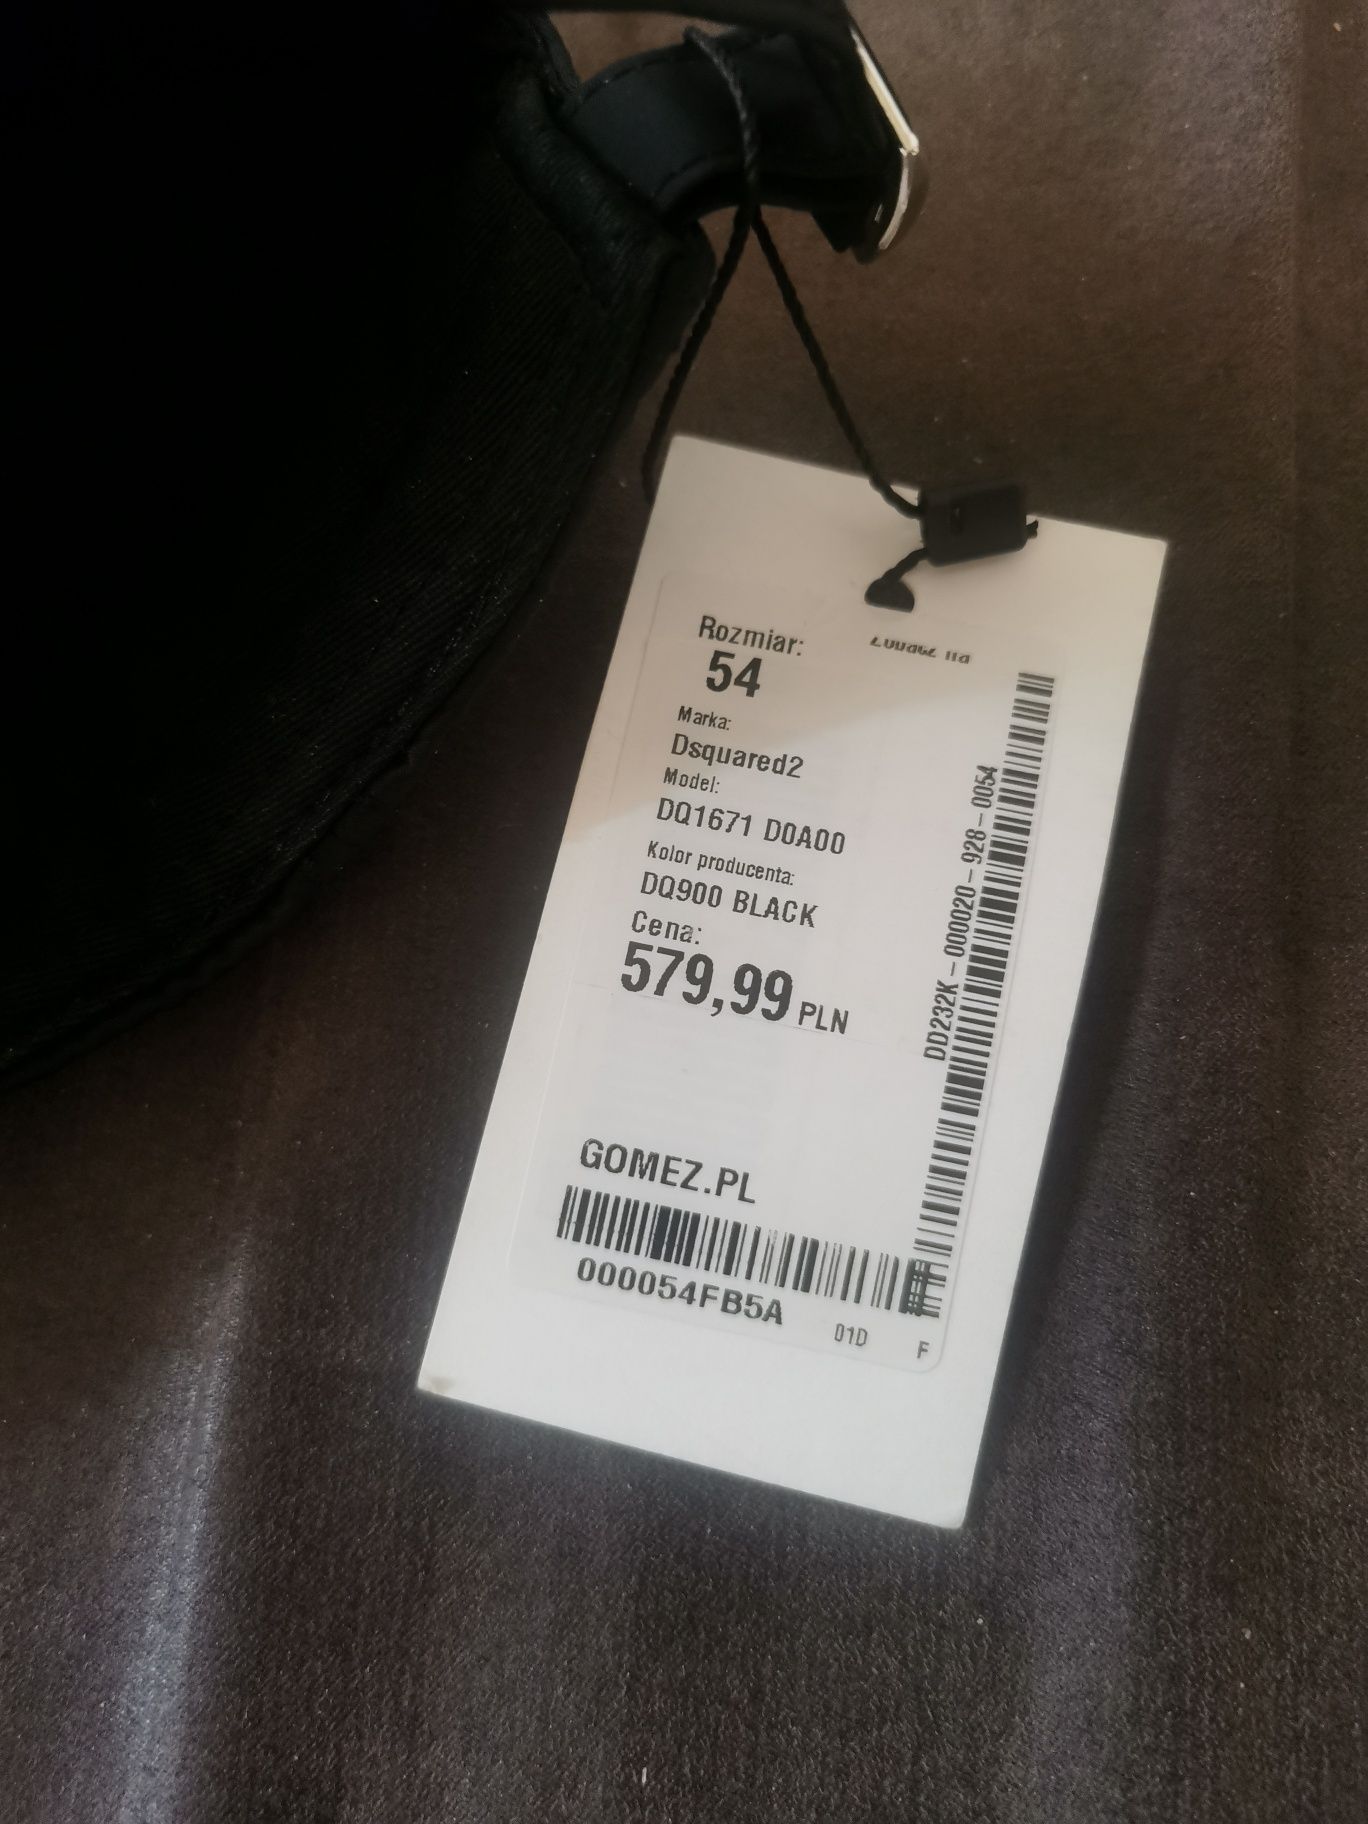 Rozmiar:
54
Marka:
Dsquared2
Model:
DQ1671 D0A00
Kolor producenta:
DQ900 BLACK
Cena:
579,99 PLN
DD232K-000020-928-0054
GOMEZ.PL
000054FB5A
01D F